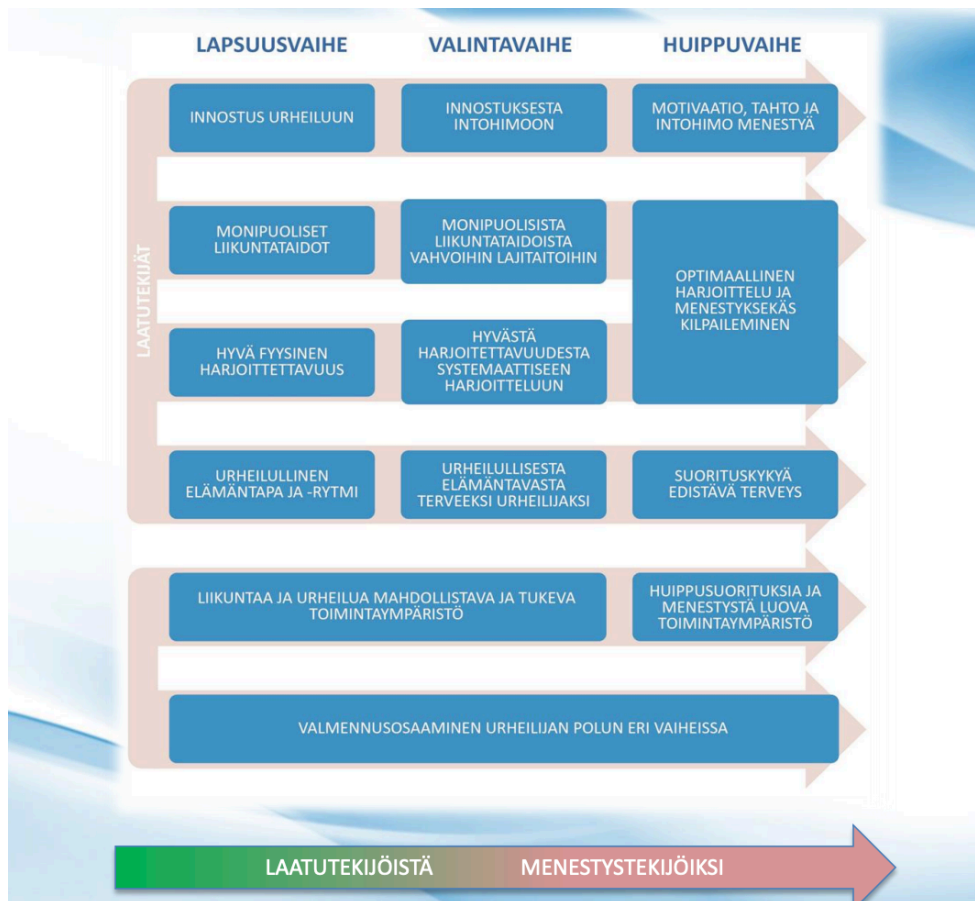 LAPSUUSVAIHE
VALINTAVAIHE
HUIPPUVAIHE
LAATUTEKIJÄT
INNOSTUS URHEILUUN
INNOSTUKSESTA
INTOHIMOON
MOTIVAATIO, TAHTO JA
INTOHIMO MENESTYÄ
MONIPUOLISET
LIIKUNTATAIDOT
MONIPUOLISISTA
LIIKUNTATAIDOISTA
VAHVOIHIN LAJITAITOIHIN
OPTIMAALLINEN
HARJOITTELU JA
MENESTYKSEKÄS
KILPAILEMINEN
HYVÄ FYYSINEN
HARJOITTETTAVUUS
HYVÄSTÄ
HARJOITETTAVUUDESTA
SYSTEMAATTISEEN
HARJOITTELUUN
URHEILULLINEN
ELÄMÄNTAPA JA -RYTMI
URHEILULLISESTA
ELÄMÄNTAVASTA
TERVEEKSI URHEILIJAKSI
SUORITUSKYKYÄ
EDISTÄVÄ TERVEYS
LIIKUNTAA JA URHEILUA MAHDOLLISTAVA JA TUKEVA
TOIMINTAYMPÄRISTÖ
HUIPPUSUORITUKSIA JA
MENESTYSTÄ LUOVA
TOIMINTAYMPÄRISTÖ
VALMENNUSOSAAMINEN URHEILIJAN POLUN ERI VAIHEISSA
LAATUTEKIJÖISTÄ
MENESTYSTEKIJÖIKSI